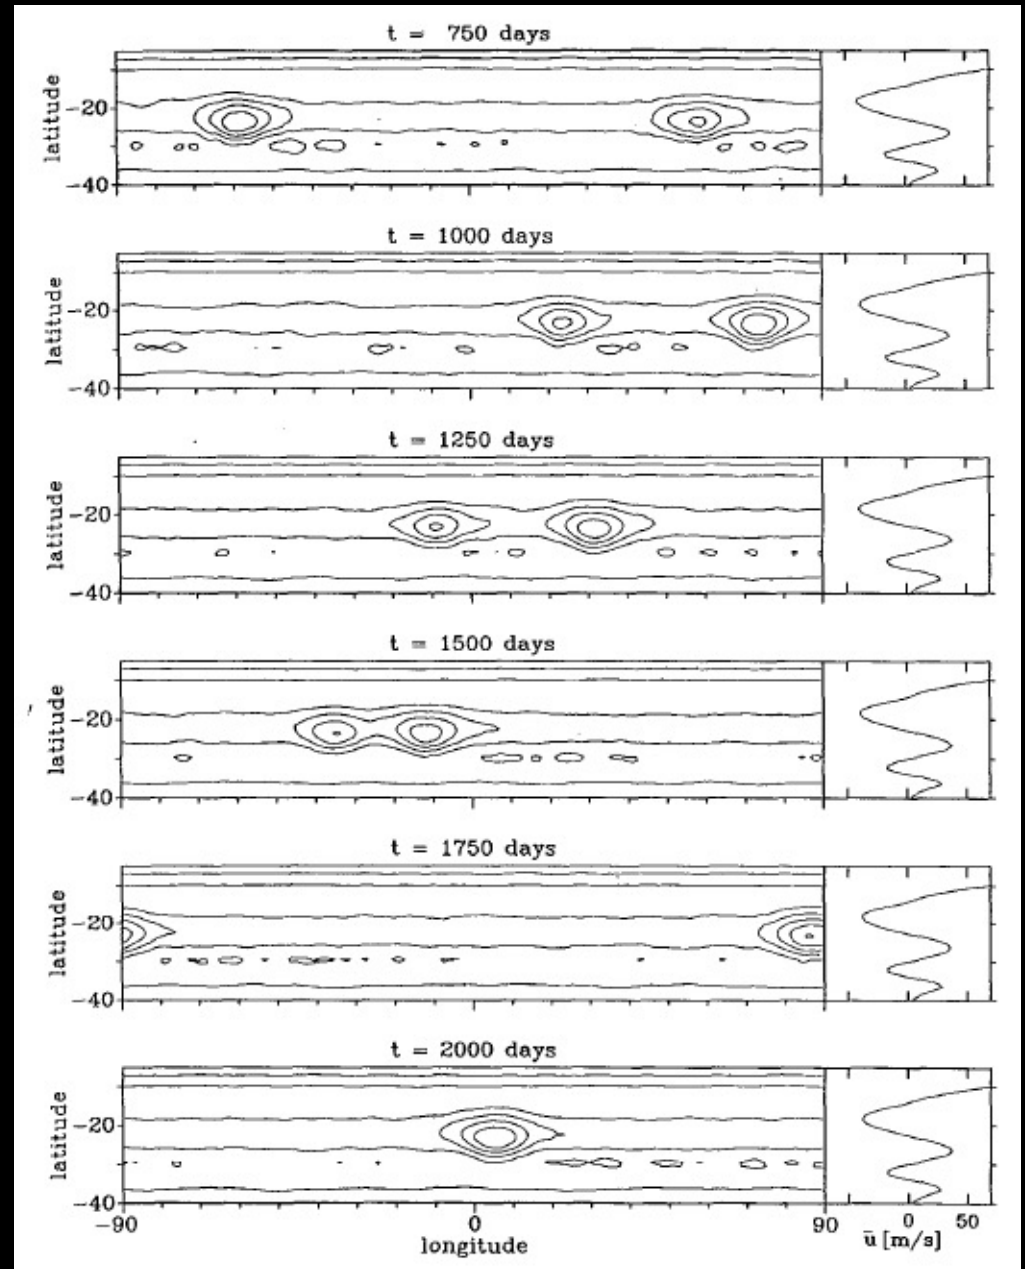 t = 750 days
latitude
-20
-40
t = 1000 days
latitude
-20
-40
t = 1250 days
latitude
-20
-40
t = 1500 days
latitude
-20
-40
t = 1750 days
latitude
-20
-40
t = 2000 days
latitude
-20
-40
-90 0 90 0 50
longitude ū [m/s]